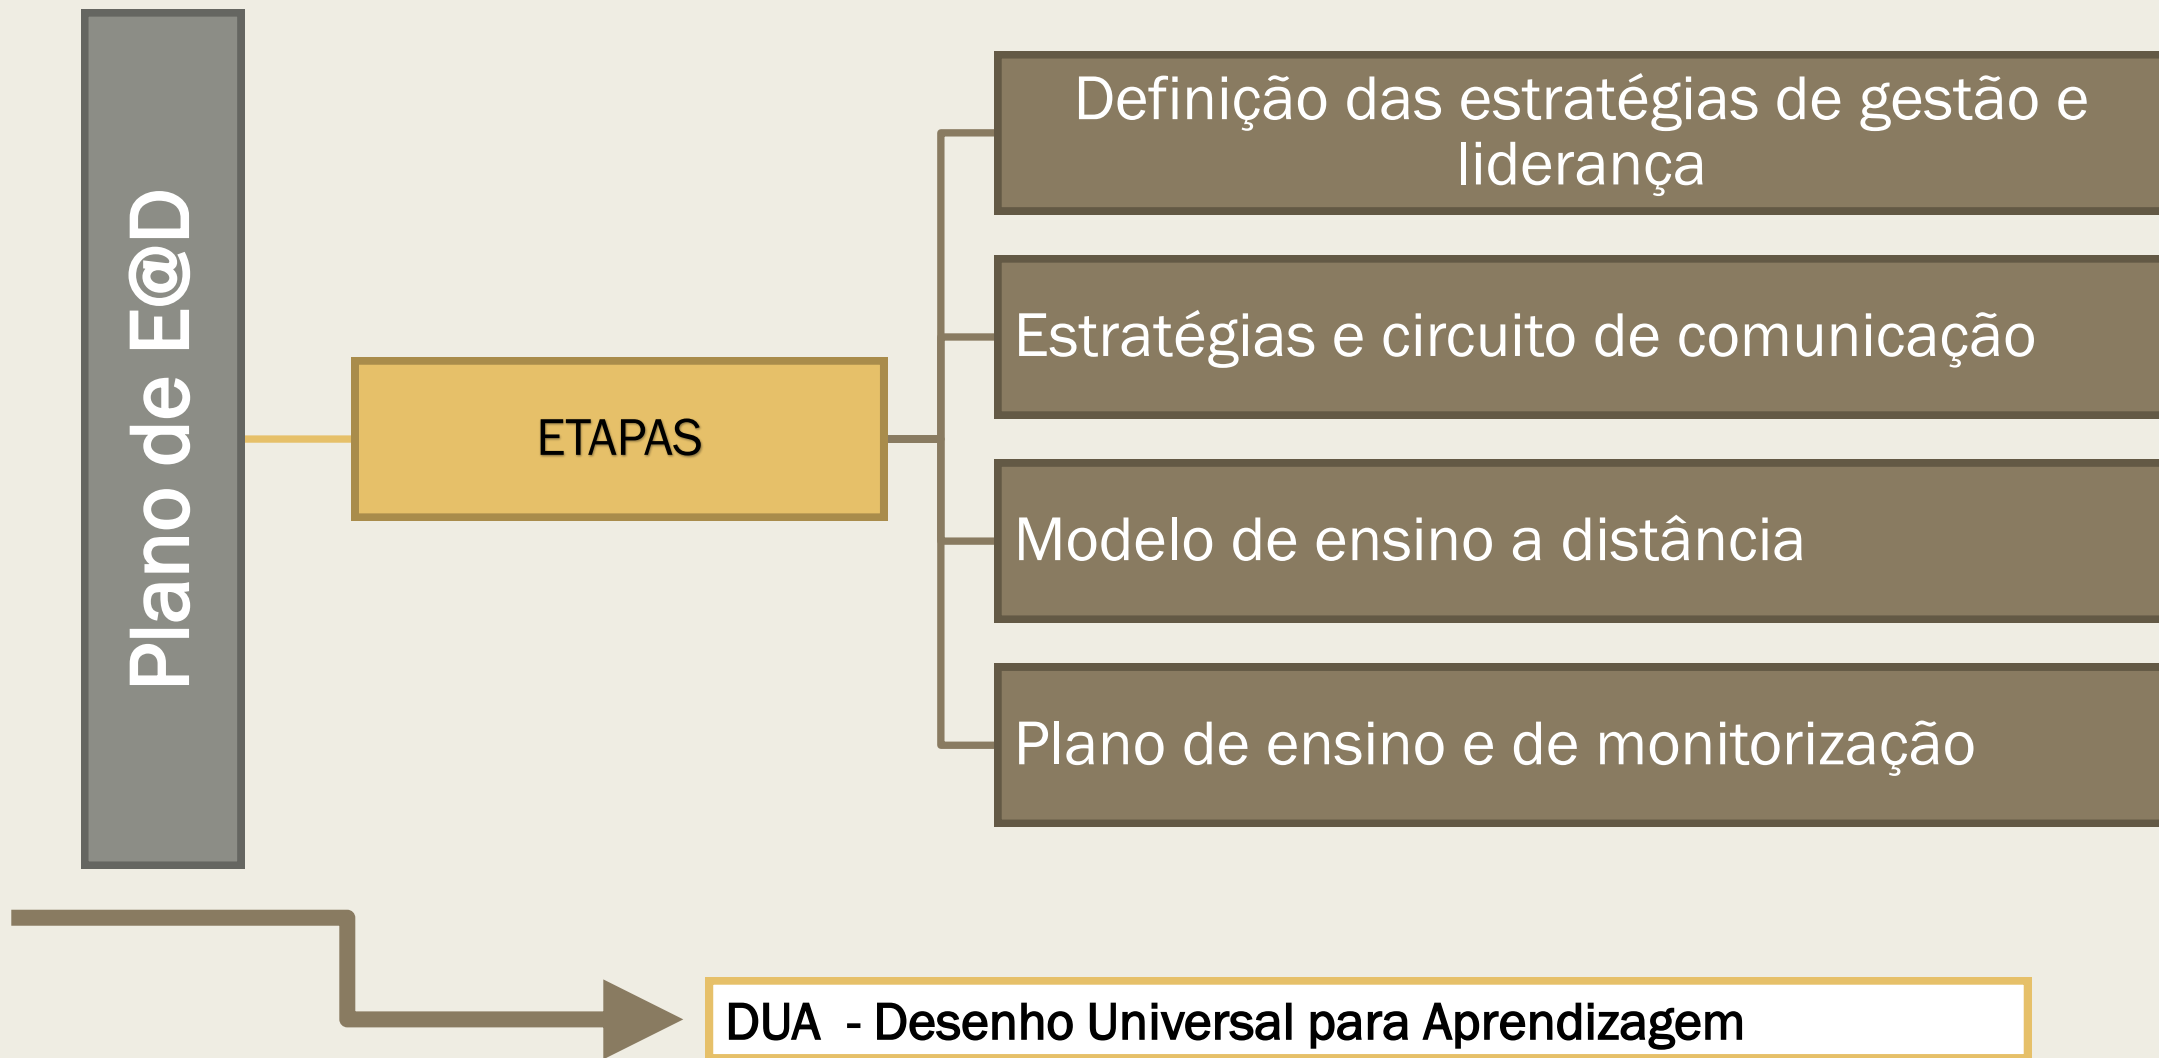 Plano de E@D
ETAPAS
Definição das estratégias de gestão e
liderança
Estratégias e circuito de comunicação
Modelo de ensino a distância
Plano de ensino e de monitorização
DUA - Desenho Universal para Aprendizagem